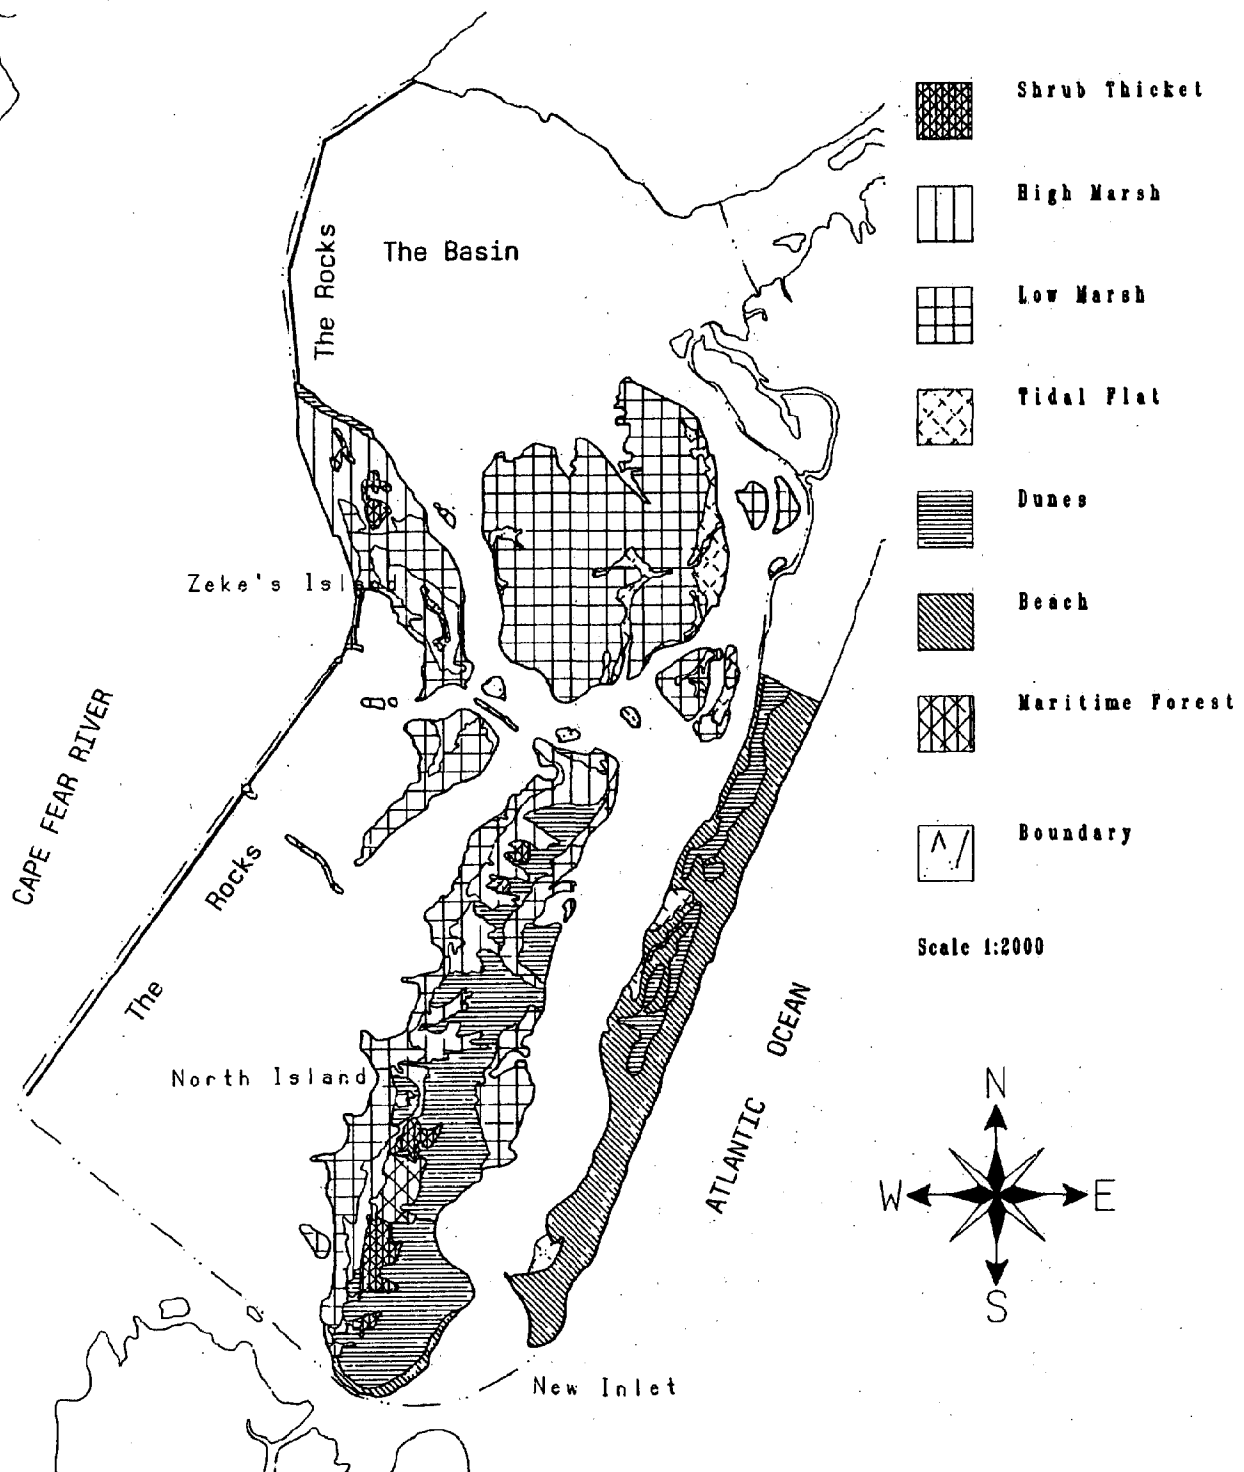 Shrub Thicket
High Marsh
The Rocks
The Basin
Low Marsh
Tidal Flat
Dunes
Zeke's Island
Beach
Maritime Forest
CAPE FEAR RIVER
Boundary
The Rocks
Scale 1:2000
ATLANTIC OCEAN
North Island
N
W E
S
New Inlet